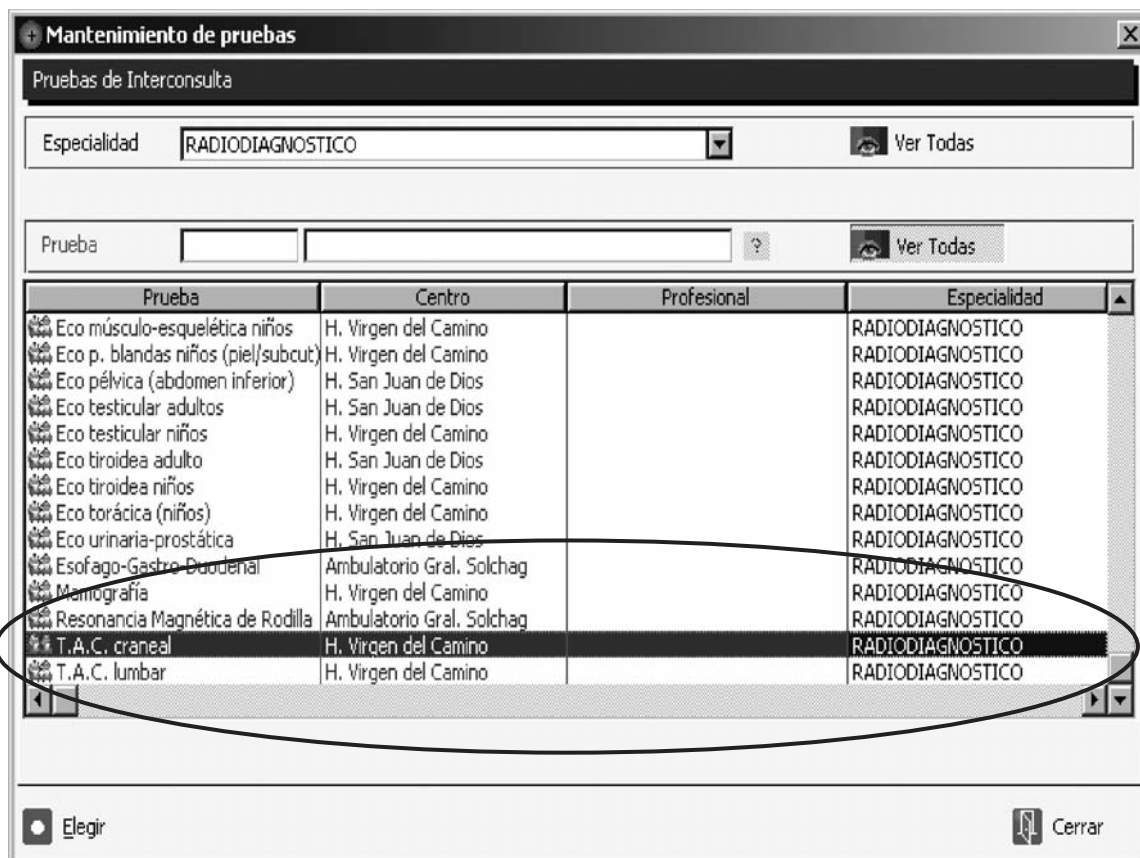 Mantenimiento de pruebas
Pruebas de Interconsulta
Especialidad RADIODIAGNOSTICO Ver Todas
Prueba ? Ver Todas
Prueba Centro Profesional Especialidad
Eco músculo-esquelética niños H. Virgen del Camino RADIODIAGNOSTICO
Eco p. blandas niños (piel/subcut) H. Virgen del Camino RADIODIAGNOSTICO
Eco pélvica (abdomen inferior) H. San Juan de Dios RADIODIAGNOSTICO
Eco testicular adultos H. San Juan de Dios RADIODIAGNOSTICO
Eco testicular niños H. Virgen del Camino RADIODIAGNOSTICO
Eco tiroidea adulto H. San Juan de Dios RADIODIAGNOSTICO
Eco tiroidea niños H. Virgen del Camino RADIODIAGNOSTICO
Eco torácica (niños) H. Virgen del Camino RADIODIAGNOSTICO
Eco urinaria-prostática H. San Juan de Dios RADIODIAGNOSTICO
Esofago-Gastro-Duodenal Ambulatorio Gral. Solchag RADIODIAGNOSTICO
Mamografía H. Virgen del Camino RADIODIAGNOSTICO
Resonancia Magnética de Rodilla Ambulatorio Gral. Solchag RADIODIAGNOSTICO
T.A.C. craneal H. Virgen del Camino RADIODIAGNOSTICO
T.A.C. lumbar H. Virgen del Camino RADIODIAGNOSTICO
Elegir Cerrar